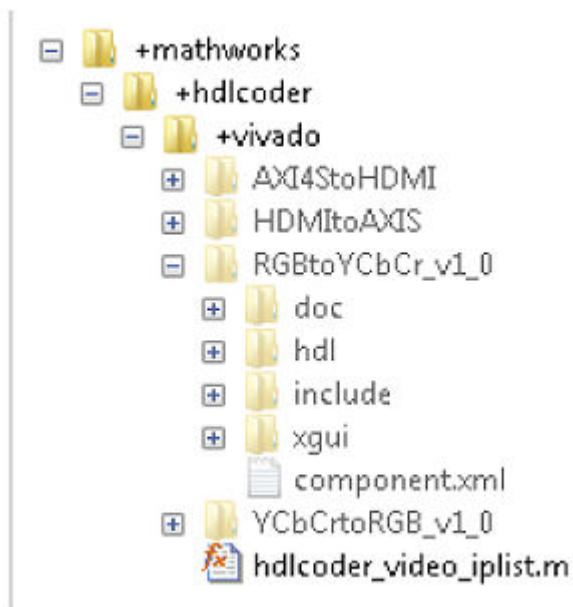 +mathworks
+hdlcoder
+vivado
AXI4StoHDMI
HDMItoAXIS
RGBtoYCbCr_v1_0
doc
hdl
include
xgui
component.xml
YCbCrtoRGB_v1_0
hdlcoder_video_iplist.m